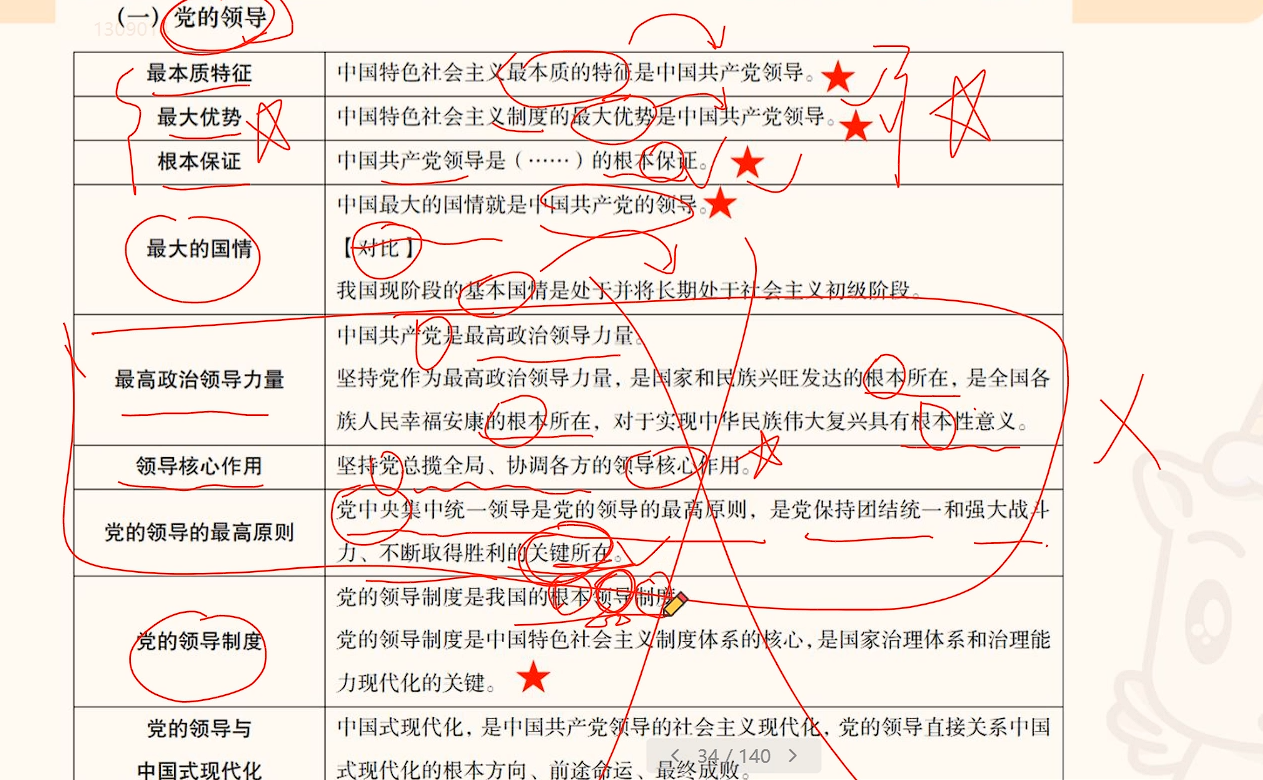 (一) 党的领导
13090
最本质特征
中国特色社会主义最本质的特征是中国共产党领导。
最大优势
中国特色社会主义制度的最大优势是中国共产党领导。
根本保证
中国共产党领导是(……)的根本保证。
最大的国情
中国最大的国情就是中国共产党的领导。
【对比】
我国现阶段的基本国情是处于并将长期处于社会主义初级阶段。
最高政治领导力量
中国共产党是最高政治领导力量。
坚持党作为最高政治领导力量，是国家和民族兴旺发达的根本所在，是全国各
族人民幸福安康的根本所在，对于实现中华民族伟大复兴具有根本性意义。
领导核心作用
坚持党总揽全局、协调各方的领导核心作用。
党的领导的最高原则
党中央集中统一领导是党的领导的最高原则，是党保持团结统一和强大战斗
力、不断取得胜利的关键所在。
党的领导制度
党的领导制度是我国的根本领导制度
党的领导制度是中国特色社会主义制度体系的核心，是国家治理体系和治理能
力现代化的关键。
党的领导与
中国式现代化
中国式现代化，是中国共产党领导的社会主义现代化，党的领导直接关系中国
式现代化的根本方向、前途命运、最终成败。
34 / 140